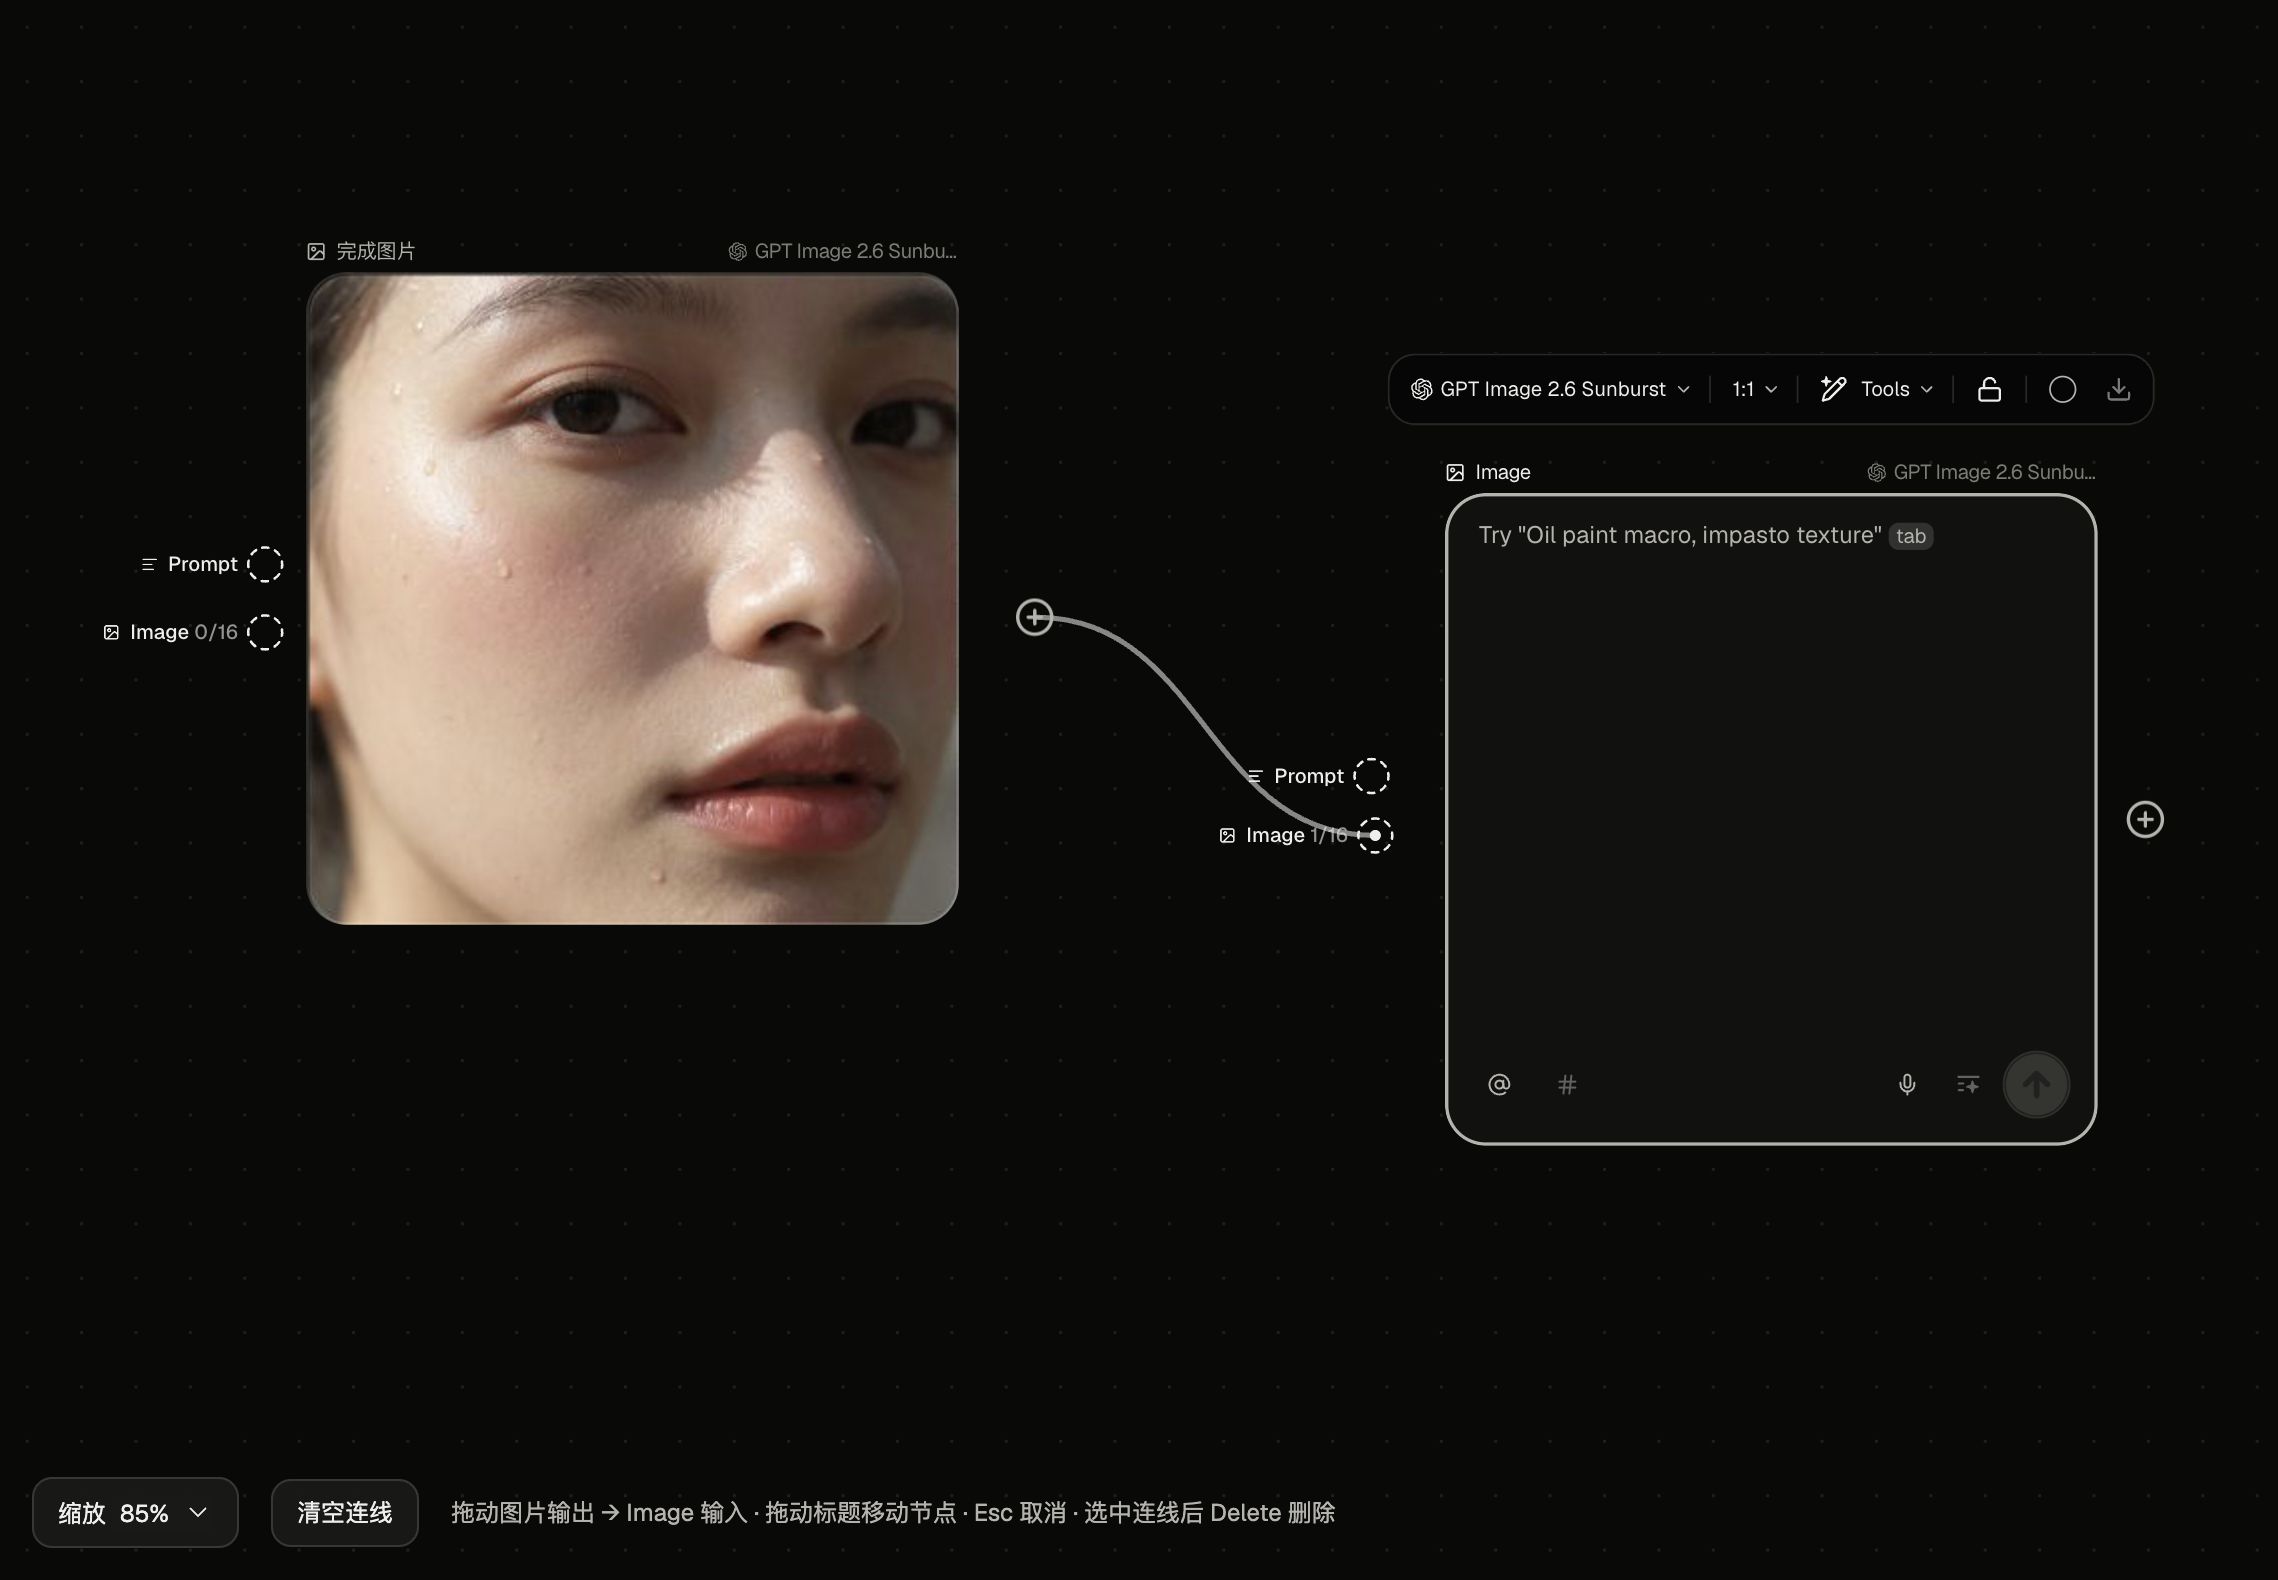 完成图片
GPT Image 2.6 Sunbu...
Prompt
Image 0/16
GPT Image 2.6 Sunburst
1:1
Tools
Image
GPT Image 2.6 Sunbu...
Try "Oil paint macro, impasto texture" tab
Prompt
Image 1/16
@ #
缩放 85%
清空连线
拖动图片输出 → Image 输入 · 拖动标题移动节点 · Esc 取消 · 选中连线后 Delete 删除